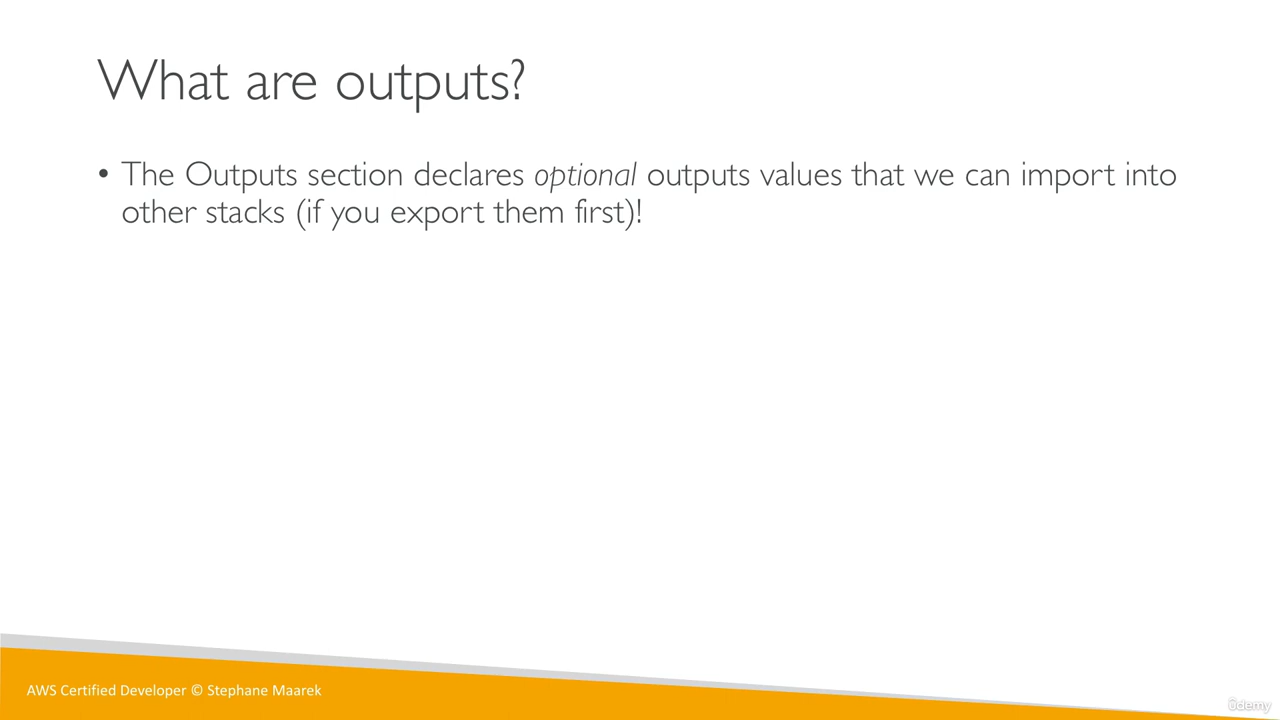 What are outputs?
• The Outputs section declares optional outputs values that we can import into
other stacks (if you export them first)!
AWS Certified Developer © Stephane Maarek
ûdemy